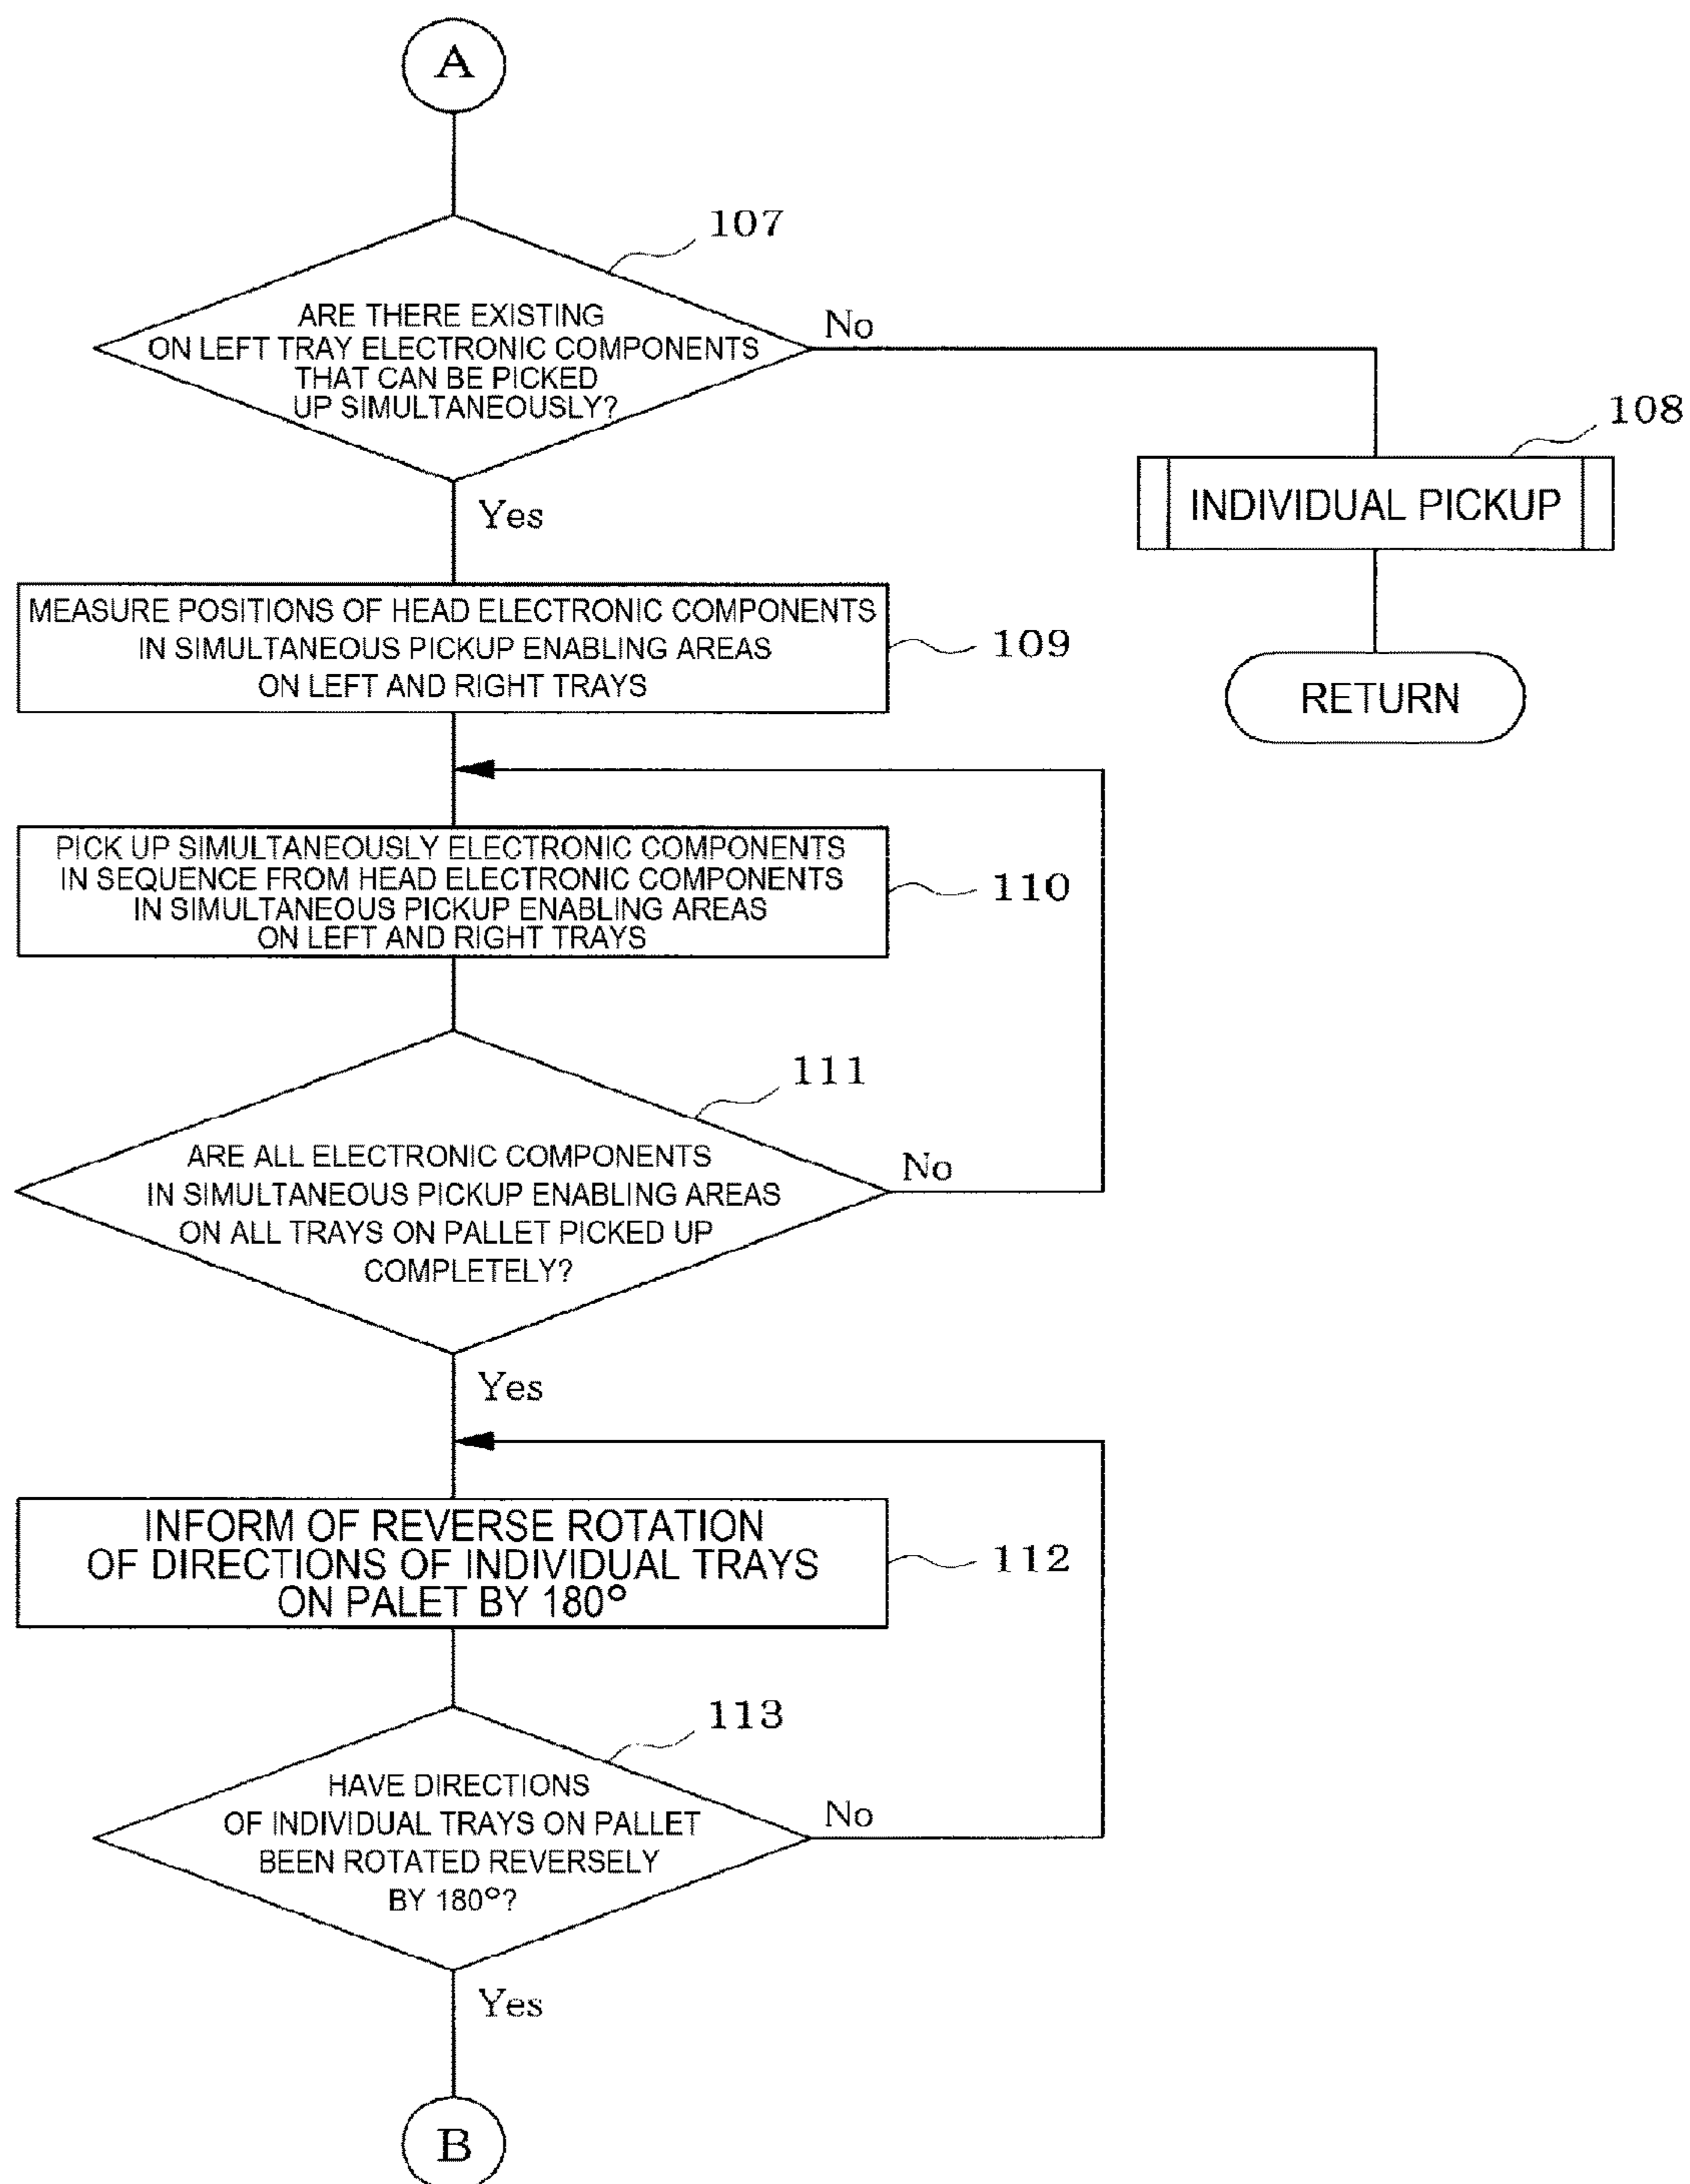 A
107
ARE THERE EXISTING
ON LEFT TRAY ELECTRONIC COMPONENTS
THAT CAN BE PICKED
UP SIMULTANEOUSLY?
No
Yes
108
INDIVIDUAL PICKUP
RETURN
MEASURE POSITIONS OF HEAD ELECTRONIC COMPONENTS
IN SIMULTANEOUS PICKUP ENABLING AREAS
ON LEFT AND RIGHT TRAYS
109
PICK UP SIMULTANEOUSLY ELECTRONIC COMPONENTS
IN SEQUENCE FROM HEAD ELECTRONIC COMPONENTS
IN SIMULTANEOUS PICKUP ENABLING AREAS
ON LEFT AND RIGHT TRAYS
110
111
ARE ALL ELECTRONIC COMPONENTS
IN SIMULTANEOUS PICKUP ENABLING AREAS
ON ALL TRAYS ON PALLET PICKED UP
COMPLETELY?
No
Yes
INFORM OF REVERSE ROTATION
OF DIRECTIONS OF INDIVIDUAL TRAYS
ON PALET BY 180°
112
113
HAVE DIRECTIONS
OF INDIVIDUAL TRAYS ON PALLET
BEEN ROTATED REVERSELY
BY 180°?
No
Yes
B